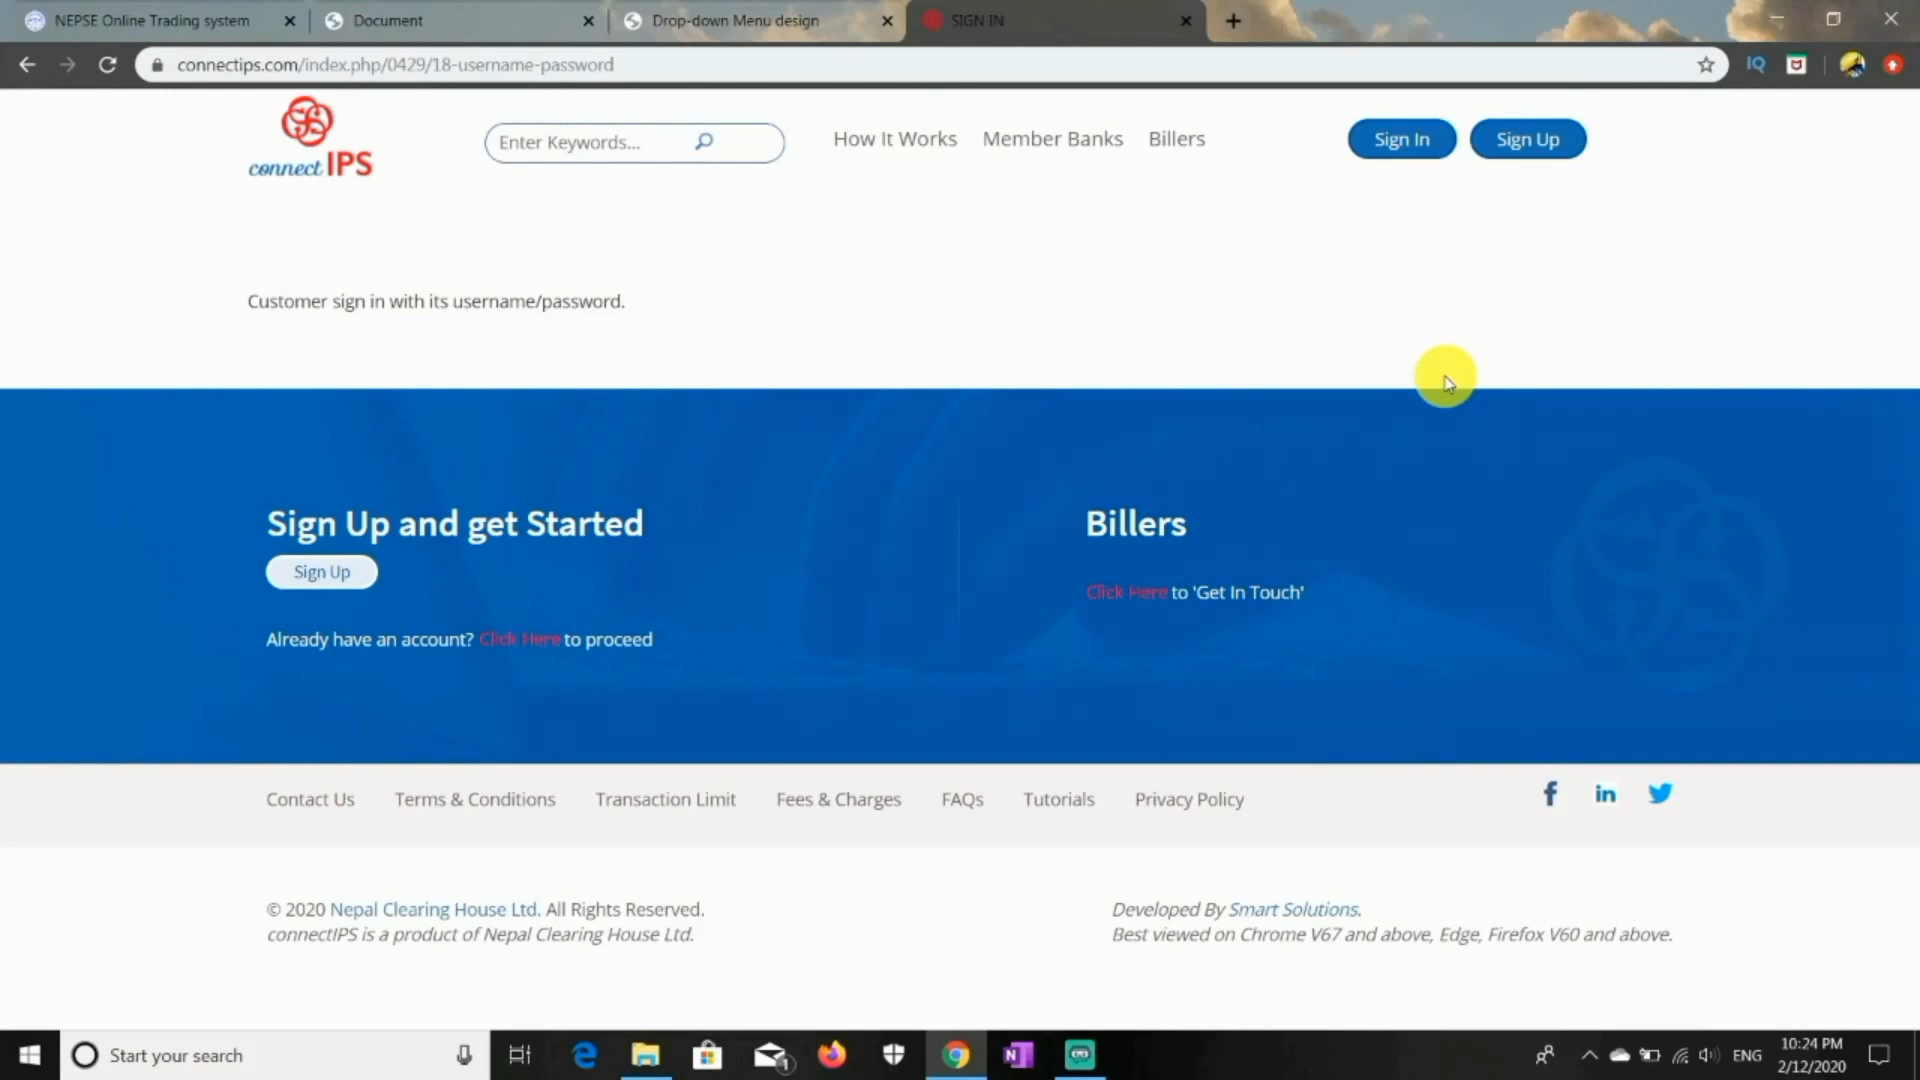 NEPSE Online Trading system
Document
Drop-down Menu design
SIGN IN
connectips.com/index.php/0429/18-username-password
IQ
connect IPS
Enter Keywords...
How It Works
Member Banks
Billers
Sign In
Sign Up
Customer sign in with its username/password.
Sign Up and get Started
Sign Up
Already have an account? Click Here to proceed
Billers
Click Here to 'Get In Touch'
Contact Us
Terms & Conditions
Transaction Limit
Fees & Charges
FAQs
Tutorials
Privacy Policy
© 2020 Nepal Clearing House Ltd. All Rights Reserved.
connectIPS is a product of Nepal Clearing House Ltd.
Developed By Smart Solutions.
Best viewed on Chrome V67 and above, Edge, Firefox V60 and above.
Start your search
1
ENG
10:24 PM
2/12/2020